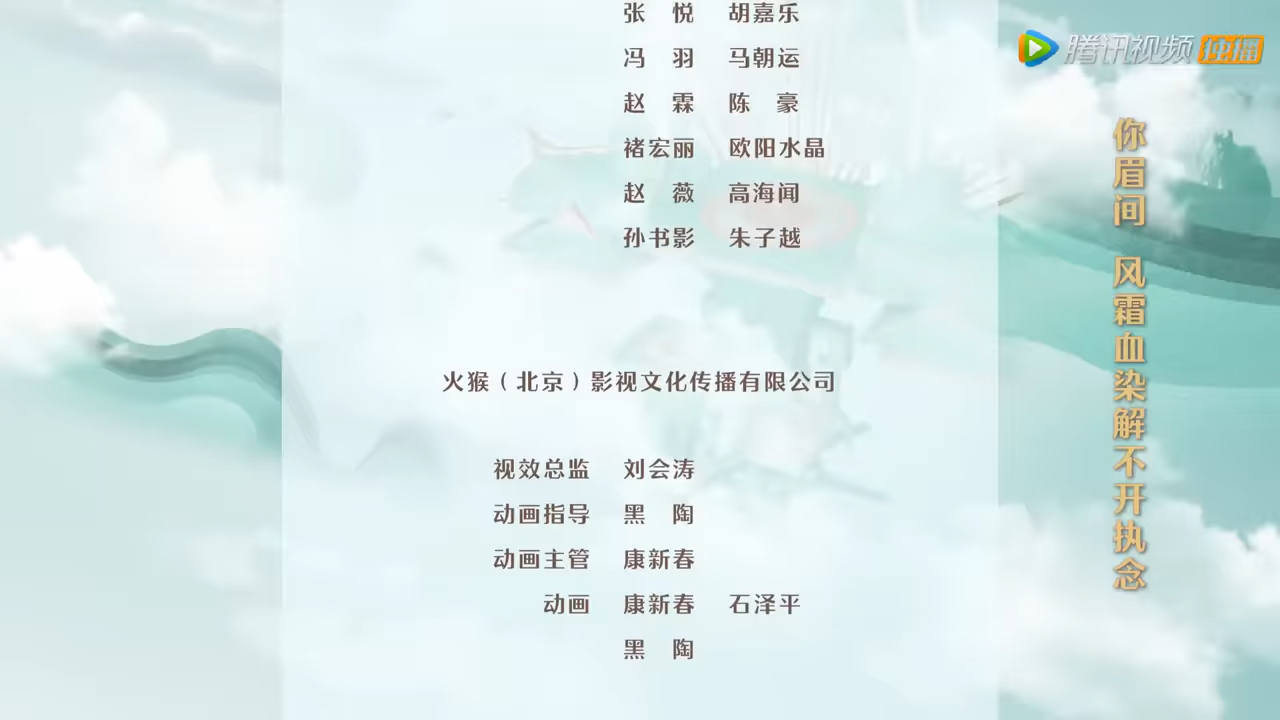 张 悦 胡嘉乐
冯 羽 马朝运
赵 霖 陈 豪
褚宏丽 欧阳水晶
赵 薇 高海闻
孙书影 朱子越
火猴（北京）影视文化传播有限公司
视效总监 刘会涛
动画指导 黑 陶
动画主管 康新春
动画 康新春 石泽平
黑 陶
腾讯视频 独播
你眉间 风霜血染解不开执念